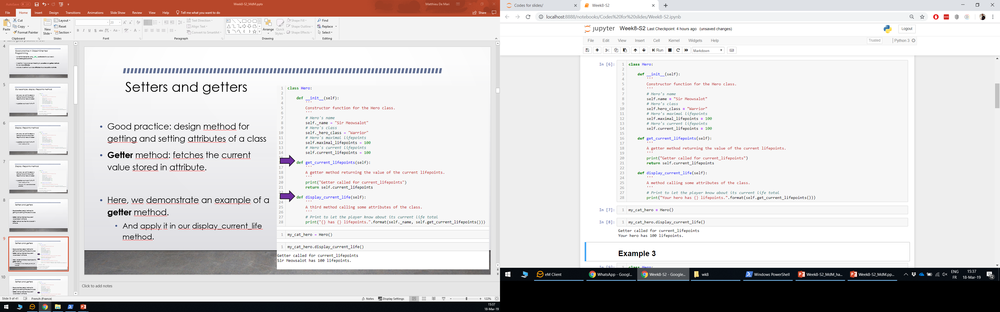 AutoSave Off
Week8-S2_MdM.pptx
Matthieu De Mari
File Home Insert Design Transitions Animations Slide Show Review View Help Tell me what you want to do
Share
Paste
Cut
Copy
Format Painter
Clipboard
New Slide
Layout
Reset
Section
Slides
20
Font
Text Direction
Align Text
Convert to SmartArt
Paragraph
Arrange
Quick Styles
Shape Fill
Shape Outline
Shape Effects
Drawing
Find
Replace
Select
Editing
4
Good practice in Object-Oriented Programming
5
Our example: display lifepoints method
6
Display lifepoints method
7
Display lifepoints method
8
Setters and getters
9
Setters and getters
10
Setters and getters
Setters and getters
• Good practice: design method for
getting and setting attributes of a class
• Getter method: fetches the current
value stored in attribute.
• Here, we demonstrate an example of a
getter method.
• And apply it in our display_current_life
method.
1 class Hero:
2
3 def __init__(self):
4 '''
5 Constructor function for the Hero class.
6 '''
7 # Hero's name
8 self._name = "Sir Meowsalot"
9 # Hero's class
10 self._hero_class = "Warrior"
11 # Hero's maximal lifepoints
12 self.maximal_lifepoints = 100
13 # Hero's current lifepoints
14 self.current_lifepoints = 100
def get_current_lifepoints(self):
17 '''
18 A getter method returning the value of the current lifepoints.
19 '''
20 print("Getter called for current_lifepoints")
21 return self.current_lifepoints
def display_current_life(self):
24 '''
25 A third method calling some attributes of the class.
26 '''
27 # Print to let the player know about its current life total
28 print("{} has {} lifepoints.".format(self._name, self.get_current_lifepoints()))
1 my_cat_hero = Hero()
1 my_cat_hero.display_current_life()
Getter called for current_lifepoints
Sir Meowsalot has 100 lifepoints.
Click to add notes
Slide 9 of 41 French (France) Notes Display Settings 122%
15:37
18-Mar-19
Codes for slides/
Week8-S2
localhost:8888/notebooks/Codes%20for%20slides/Week8-S2.ipynb
jupyter Week8-S2 Last Checkpoint: 4 hours ago (unsaved changes)
Logout
File Edit View Insert Cell Kernel Widgets Help
Trusted Python 3
Run Markdown
In [6]:
1 class Hero:
2
3 def __init__(self):
4 '''
5 Constructor function for the Hero class.
6 '''
7 # Hero's name
8 self.name = "Sir Meowsalot"
9 # Hero's class
10 self.hero_class = "Warrior"
11 # Hero's maximal lifepoints
12 self.maximal_lifepoints = 100
13 # Hero's current lifepoints
14 self.current_lifepoints = 100
15
16 def get_current_lifepoints(self):
17 '''
18 A getter method returning the value of the current lifepoints.
19 '''
20 print("Getter called for current_lifepoints")
21 return self.current_lifepoints
22
23 def display_current_life(self):
24 '''
25 A method calling some attributes of the class.
26 '''
27 # Print to let the player know about its current life total
28 print("Your hero has {} lifepoints.".format(self.get_current_lifepoints()))
In [7]: 1 my_cat_hero = Hero()
In [8]: 1 my_cat_hero.display_current_life()
Getter called for current_lifepoints
Your hero has 100 lifepoints.
Example 3
In [9]: 1 class Hero:
eM Client
WhatsApp - Googl...
Week8-S2 - Google...
wk8
Windows PowerShell
Week8-S2_MdM_ha...
Week8-S2_MdM.pp...
ENG
FR
15:37
18-Mar-19
12